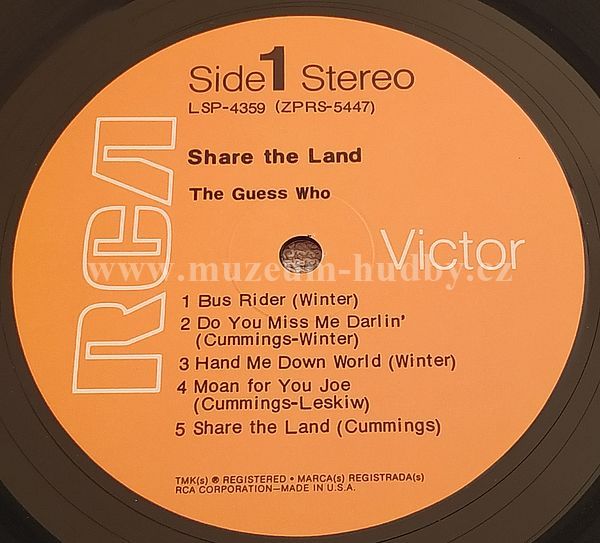 Side 1 Stereo
LSP-4359 (ZPRS-5447)
Share the Land
The Guess Who
RCA
Victor
www.muzeum-hudby.cz
1 Bus Rider (Winter)
2 Do You Miss Me Darlin'
(Cummings-Winter)
3 Hand Me Down World (Winter)
4 Moan for You Joe
(Cummings-Leskiw)
5 Share the Land (Cummings)
TMK(s) ® REGISTERED • MARCA(s) REGISTRADA(s)
RCA CORPORATION—MADE IN U.S.A.